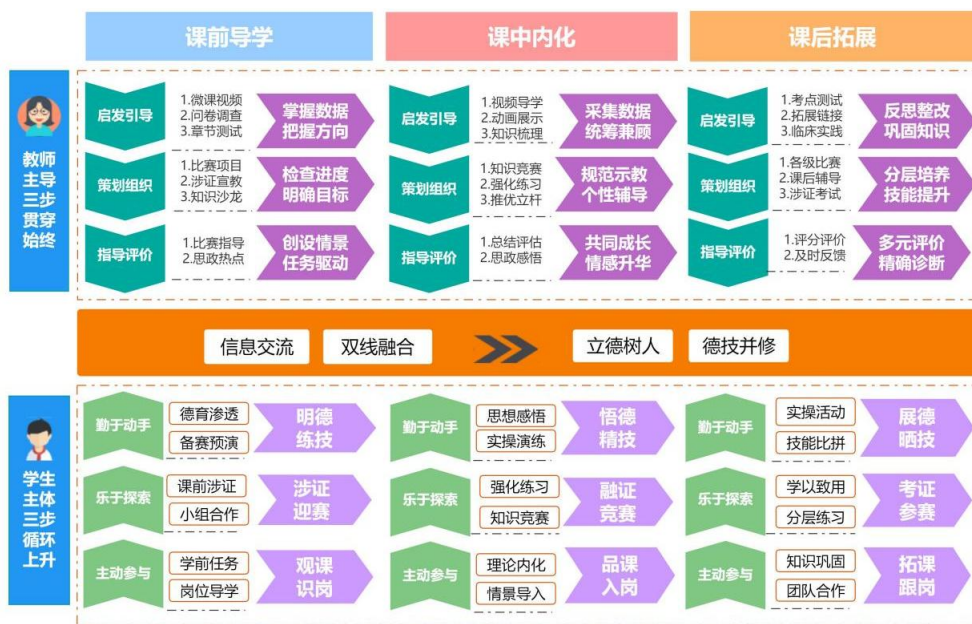 课前导学
课中内化
课后拓展
教师
主导
三步
贯穿
始终
启发引导
1.微课视频
2.问卷调查
3.章节测试
掌握数据
把握方向
启发引导
1.视频导学
2.动画展示
3.知识梳理
采集数据
统筹兼顾
启发引导
1.考点测试
2.拓展链接
3.临床实践
反思整改
巩固知识
策划组织
1.比赛项目
2.涉证宣教
3.知识沙龙
检查进度
明确目标
策划组织
1.知识竞赛
2.强化练习
3.推优立杆
规范示教
个性辅导
策划组织
1.各级比赛
2.课后辅导
3.涉证考试
分层培养
技能提升
指导评价
1.比赛指导
2.思政热点
创设情景
任务驱动
指导评价
1.总结评估
2.思政感悟
共同成长
情感升华
指导评价
1.评分评价
2.及时反馈
多元评价
精确诊断
信息交流
双线融合
立德树人
德技并修
学生
主体
三步
循环
上升
勤于动手
德育渗透
备赛预演
明德
练技
勤于动手
思想感悟
实操演练
悟德
精技
勤于动手
实操活动
技能比拼
展德
晒技
乐于探索
课前涉证
小组合作
涉证
迎赛
乐于探索
强化练习
知识竞赛
融证
竞赛
乐于探索
学以致用
分层练习
考证
参赛
主动参与
学前任务
岗位导学
观课
识岗
主动参与
理论内化
情景导入
品课
入岗
主动参与
知识巩固
团队合作
拓课
跟岗